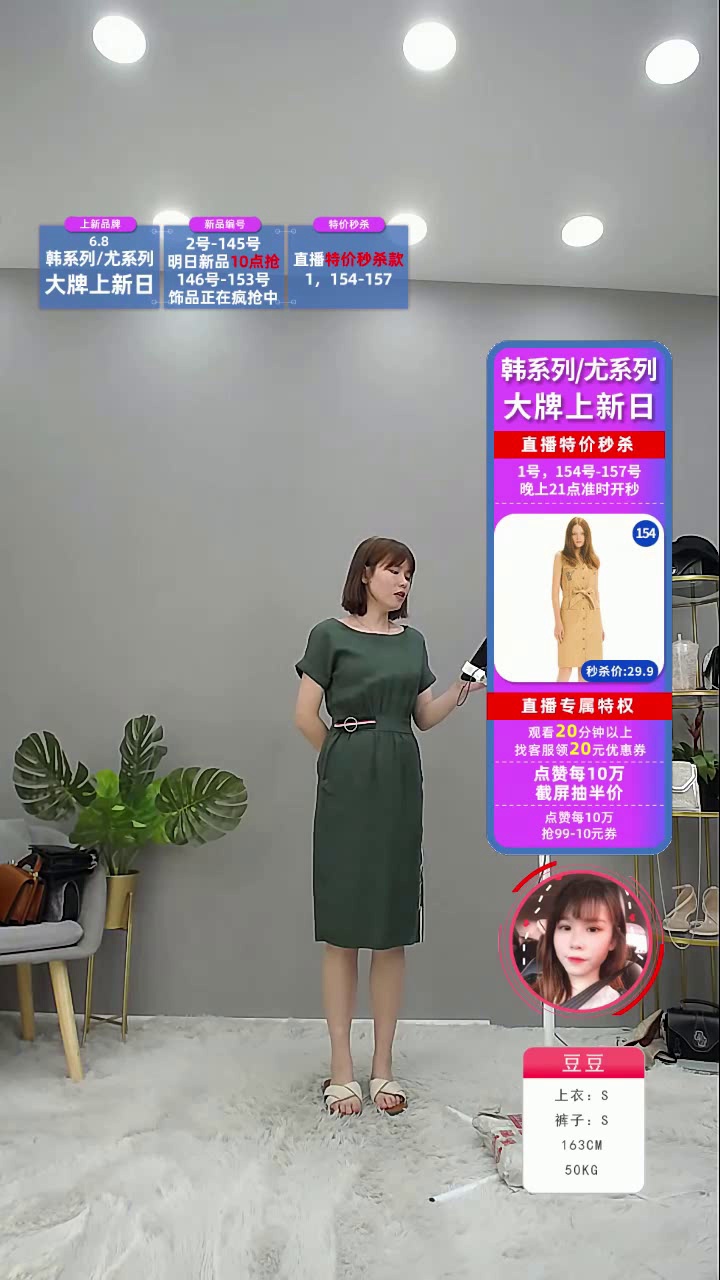 上新品牌
6.8
韩系列/尤系列
大牌上新日
新品编号
2号-145号
明日新品10点抢
146号-153号
饰品正在疯抢中
特价秒杀
直播特价秒杀款
1，154-157
韩系列/尤系列
大牌上新日
直播特价秒杀
1号，154号-157号
晚上21点准时开秒
154
秒杀价:29.9
直播专属特权
观看20分钟以上
找客服领20元优惠券
点赞每10万
截屏抽半价
点赞每10万
抢99-10元券
豆豆
上衣：S
裤子：S
163CM
50KG